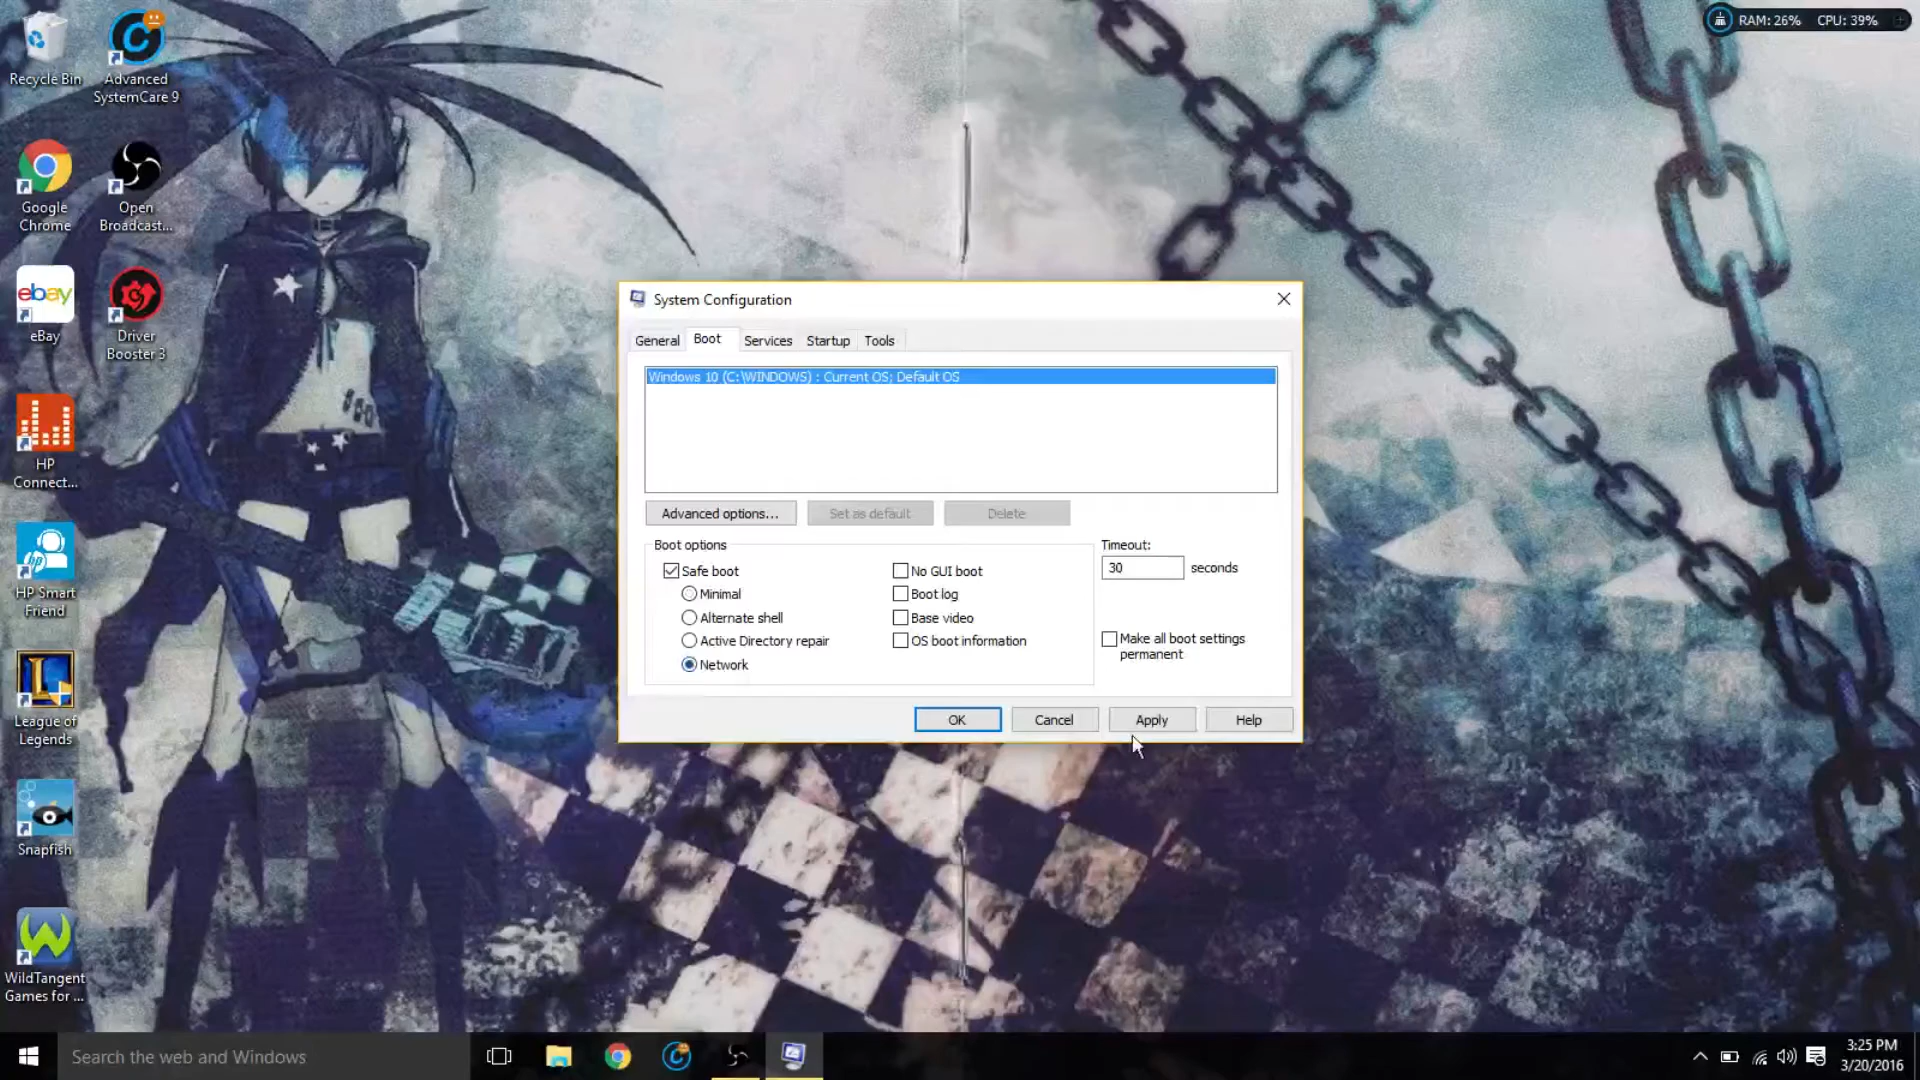 RAM: 26% CPU: 39%
Recycle Bin
Advanced
SystemCare 9
Google
Chrome
Open
Broadcast...
ebay
eBay
Driver
Booster 3
HP
Connect...
hp
HP Smart
Friend
League of
Legends
Snapfish
WildTangent
Games for ...
System Configuration
General Boot Services Startup Tools
Windows 10 (C:\WINDOWS) : Current OS; Default OS
Advanced options... Set as default Delete
Boot options
Safe boot
Minimal
Alternate shell
Active Directory repair
Network
No GUI boot
Boot log
Base video
OS boot information
Timeout:
30 seconds
Make all boot settings
permanent
OK Cancel Apply Help
Search the web and Windows
3:25 PM
3/20/2016